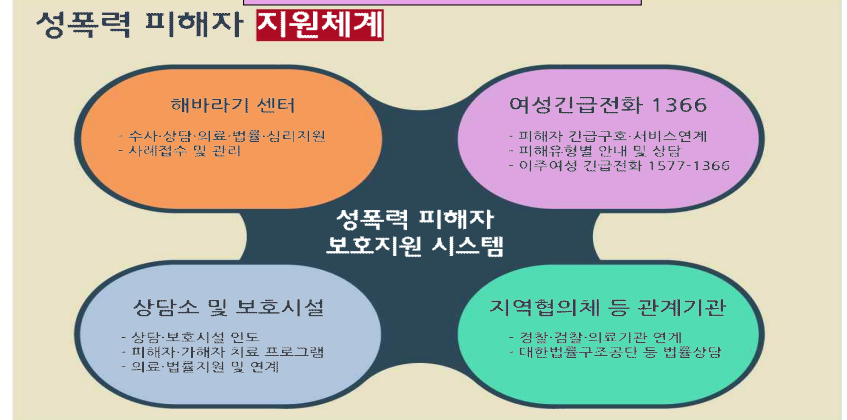 성폭력 피해자 지원체계
해바라기 센터
- 수사·상담·의료·법률·심리지원
- 사례접수 및 관리
여성긴급전화 1366
- 피해자 긴급구호·서비스연계
- 피해유형별 안내 및 상담
- 이주여성 긴급전화 1577-1366
성폭력 피해자
보호지원 시스템
상담소 및 보호시설
- 상담·보호시설 인도
- 피해자·가해자 치료 프로그램
- 의료·법률지원 및 연계
지역협의체 등 관계기관
- 경찰·검찰·의료기관 연계
- 대한법률구조공단 등 법률상담